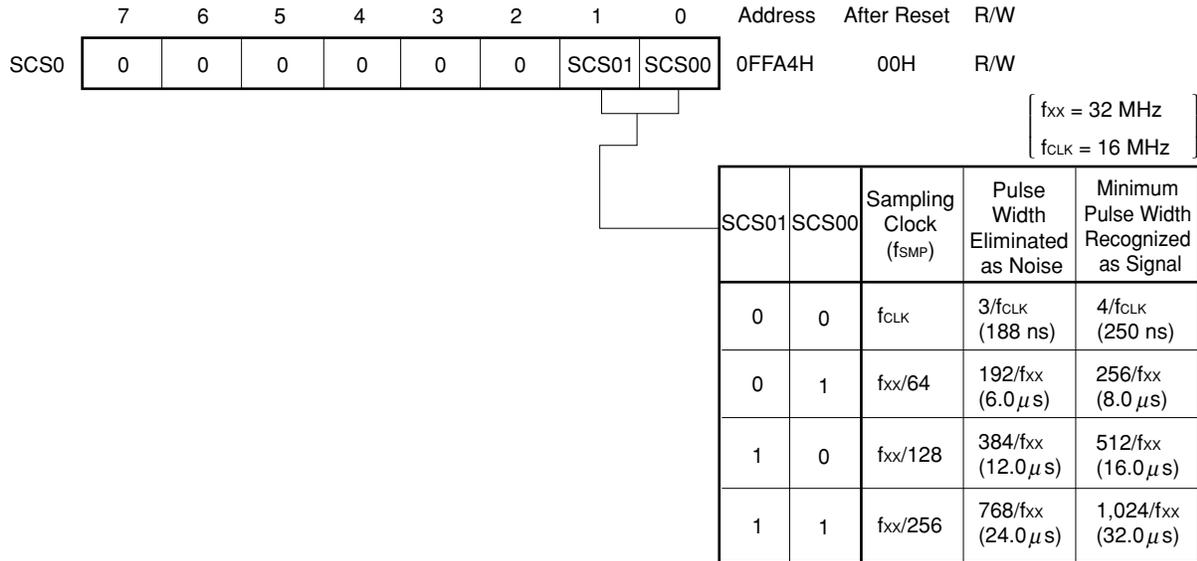 7 6 5 4 3 2 1 0 Address After Reset R/W
SCS0 0 0 0 0 0 0 SCS01 SCS00 0FFA4H 00H R/W
fxx = 32 MHz
fCLK = 16 MHz
SCS01 SCS00 Sampling Clock (fSMP) Pulse Width Eliminated as Noise Minimum Pulse Width Recognized as Signal
0 0 fCLK 3/fCLK (188 ns) 4/fCLK (250 ns)
0 1 fxx/64 192/fxx (6.0 μs) 256/fxx (8.0 μs)
1 0 fxx/128 384/fxx (12.0 μs) 512/fxx (16.0 μs)
1 1 fxx/256 768/fxx (24.0 μs) 1,024/fxx (32.0 μs)